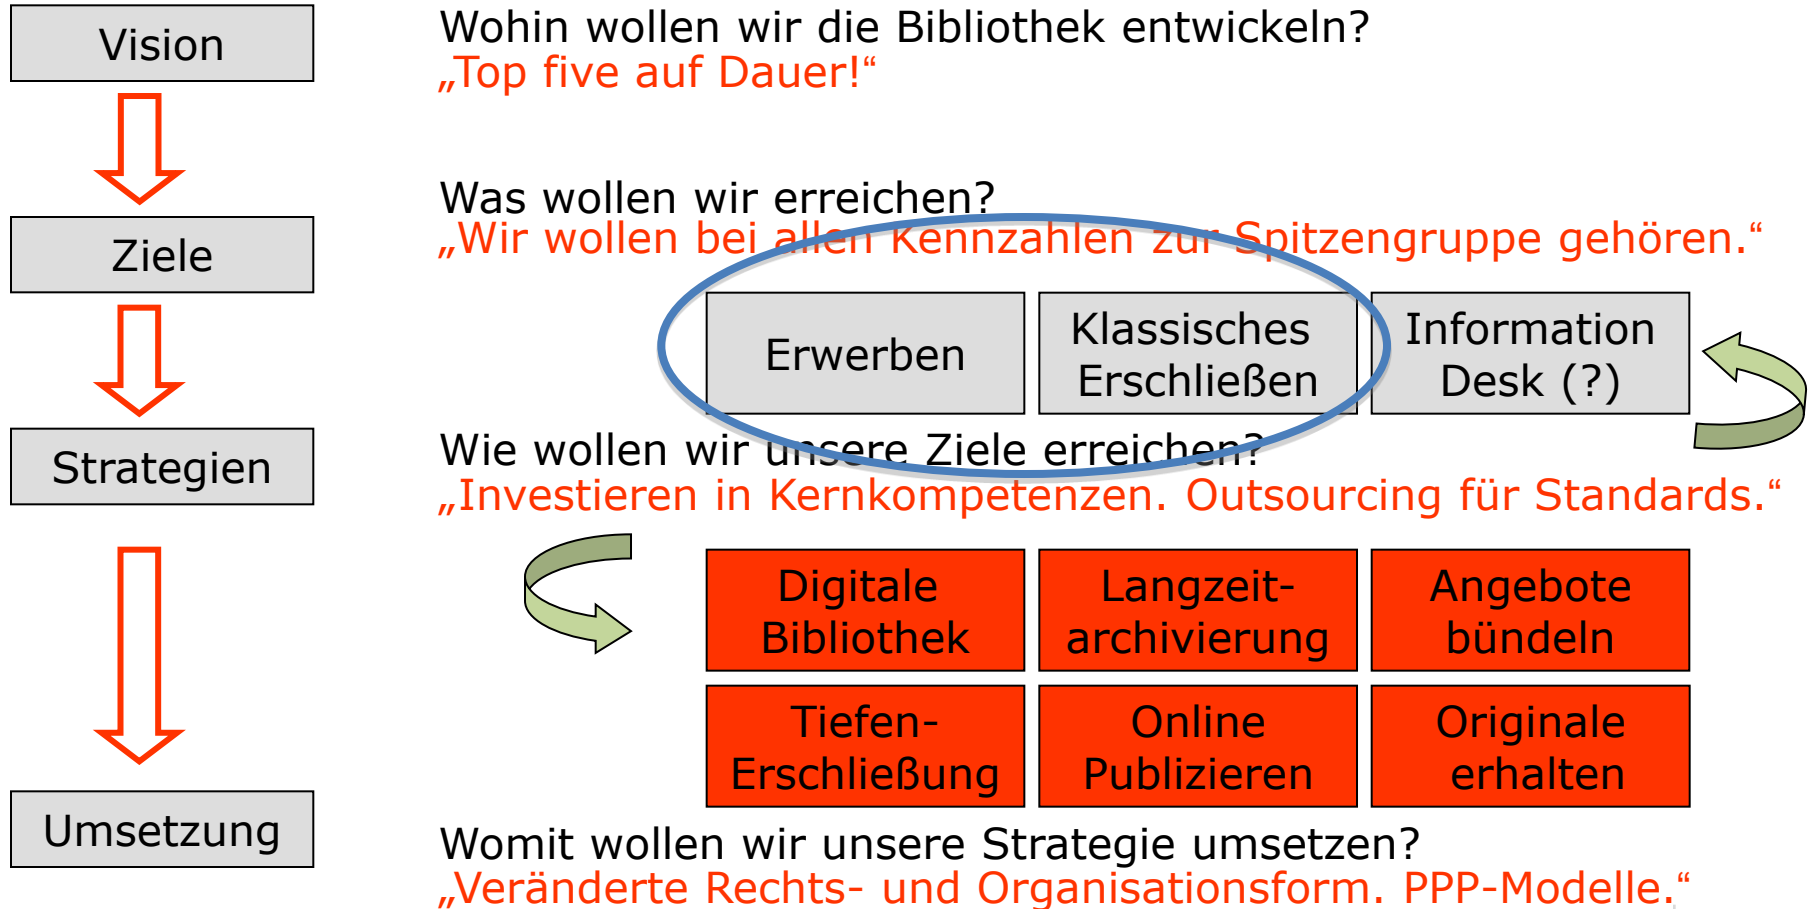 Vision
Wohin wollen wir die Bibliothek entwickeln?
„Top five auf Dauer!“
Ziele
Was wollen wir erreichen?
„Wir wollen bei allen Kennzahlen zur Spitzengruppe gehören.“
Erwerben
Klassisches
Erschließen
Information
Desk (?)
Strategien
Wie wollen wir unsere Ziele erreichen?
„Investieren in Kernkompetenzen. Outsourcing für Standards.“
Digitale
Bibliothek
Langzeit-
archivierung
Angebote
bündeln
Tiefen-
Erschließung
Online
Publizieren
Originale
erhalten
Umsetzung
Womit wollen wir unsere Strategie umsetzen?
„Veränderte Rechts- und Organisationsform. PPP-Modelle.“